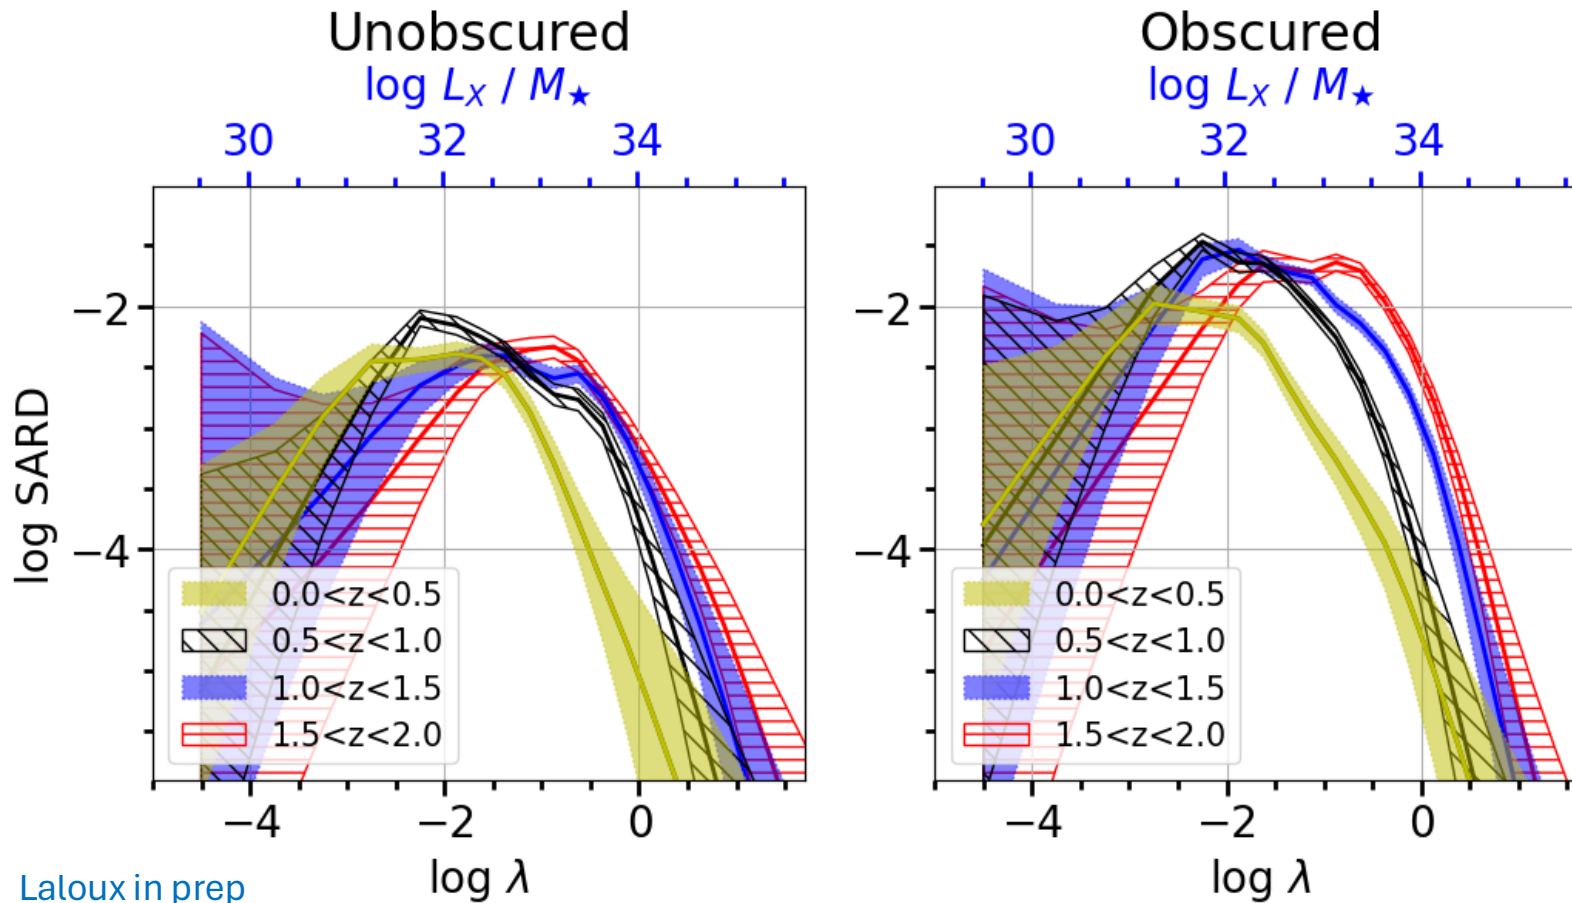 Unobscured
log L_X / M_★
30 32 34
log SARD
−2
−4
0.0<z<0.5
0.5<z<1.0
1.0<z<1.5
1.5<z<2.0
−4 −2 0
log λ
Obscured
log L_X / M_★
30 32 34
−2
−4
0.0<z<0.5
0.5<z<1.0
1.0<z<1.5
1.5<z<2.0
−4 −2 0
log λ
Laloux in prep